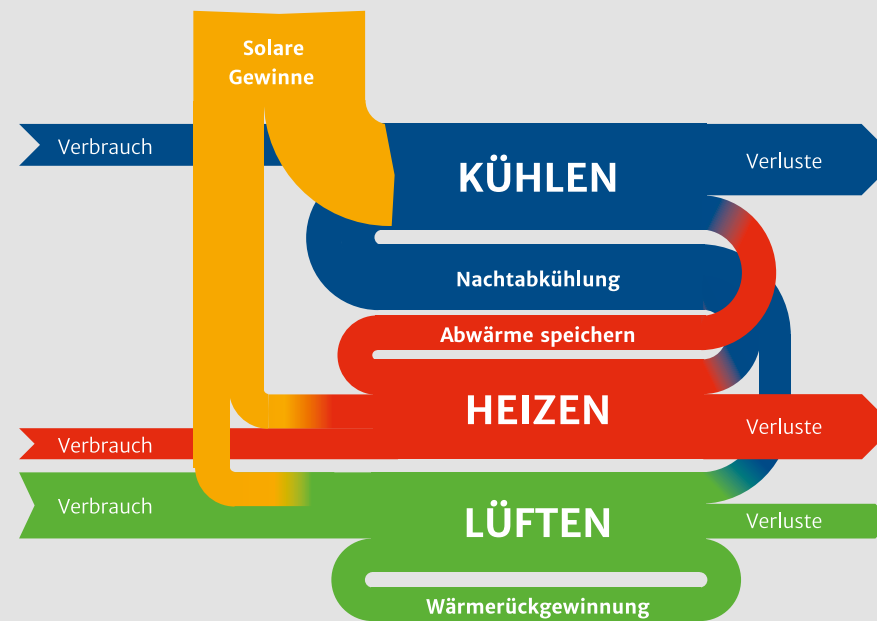 Solare
Gewinne
Verbrauch
KÜHLEN
Verluste
Nachtabkühlung
Abwärme speichern
HEIZEN
Verluste
Verbrauch
Verbrauch
LÜFTEN
Verluste
Wärmerückgewinnung